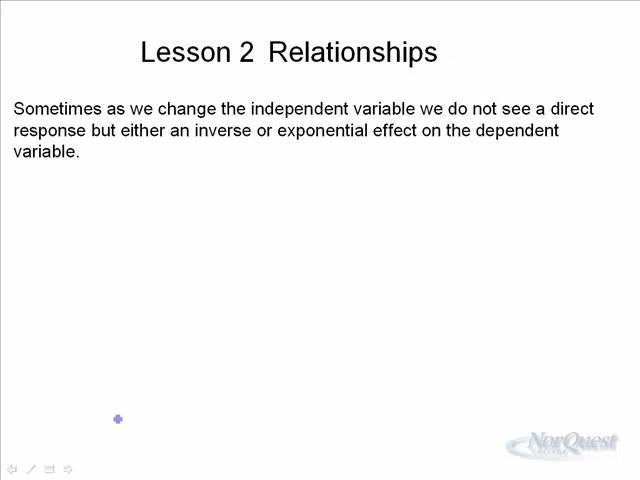 Lesson 2 Relationships
Sometimes as we change the independent variable we do not see a direct
response but either an inverse or exponential effect on the dependent
variable.
NorQuest